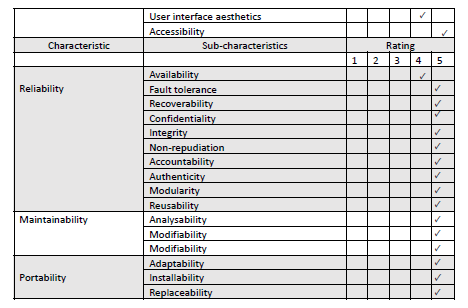 User interface aesthetics ✓
Accessibility ✓
Characteristic Sub-characteristics Rating
1 2 3 4 5
Availability ✓
Reliability Fault tolerance ✓
Recoverability ✓
Confidentiality ✓
Integrity ✓
Non-repudiation ✓
Accountability ✓
Authenticity ✓
Modularity ✓
Reusability ✓
Maintainability Analysability ✓
Modifiability ✓
Modifiability ✓
Adaptability ✓
Portability Installability ✓
Replaceability ✓